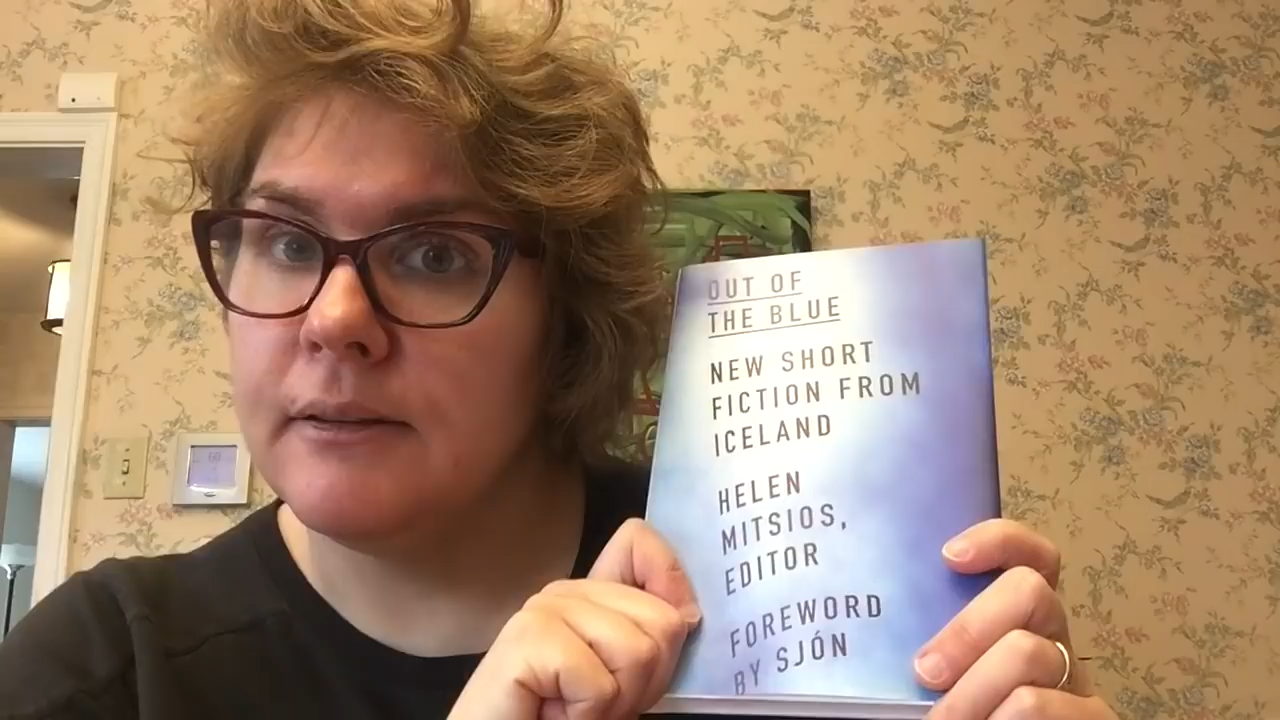 OUT OF
THE BLUE
NEW SHORT
FICTION FROM
ICELAND
HELEN
MITSIOS,
EDITOR
FOREWORD
BY SJÓN